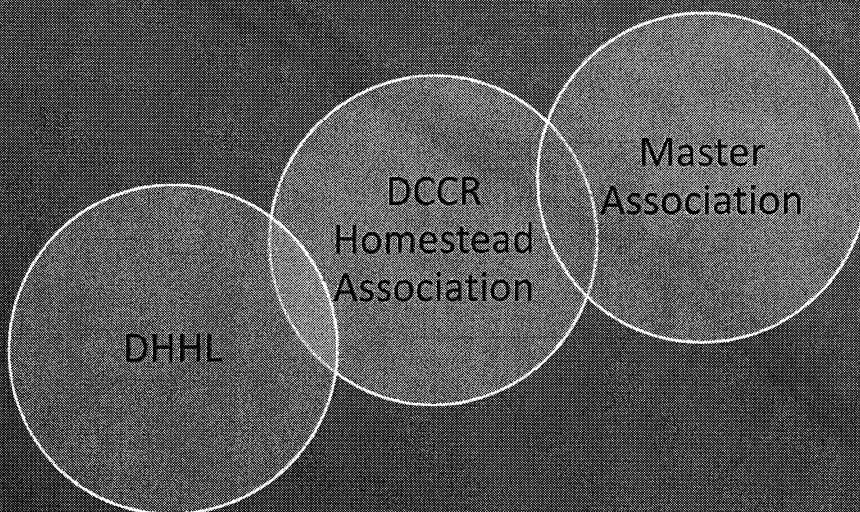 DHHL
DCCR
Homestead
Association
Master
Association